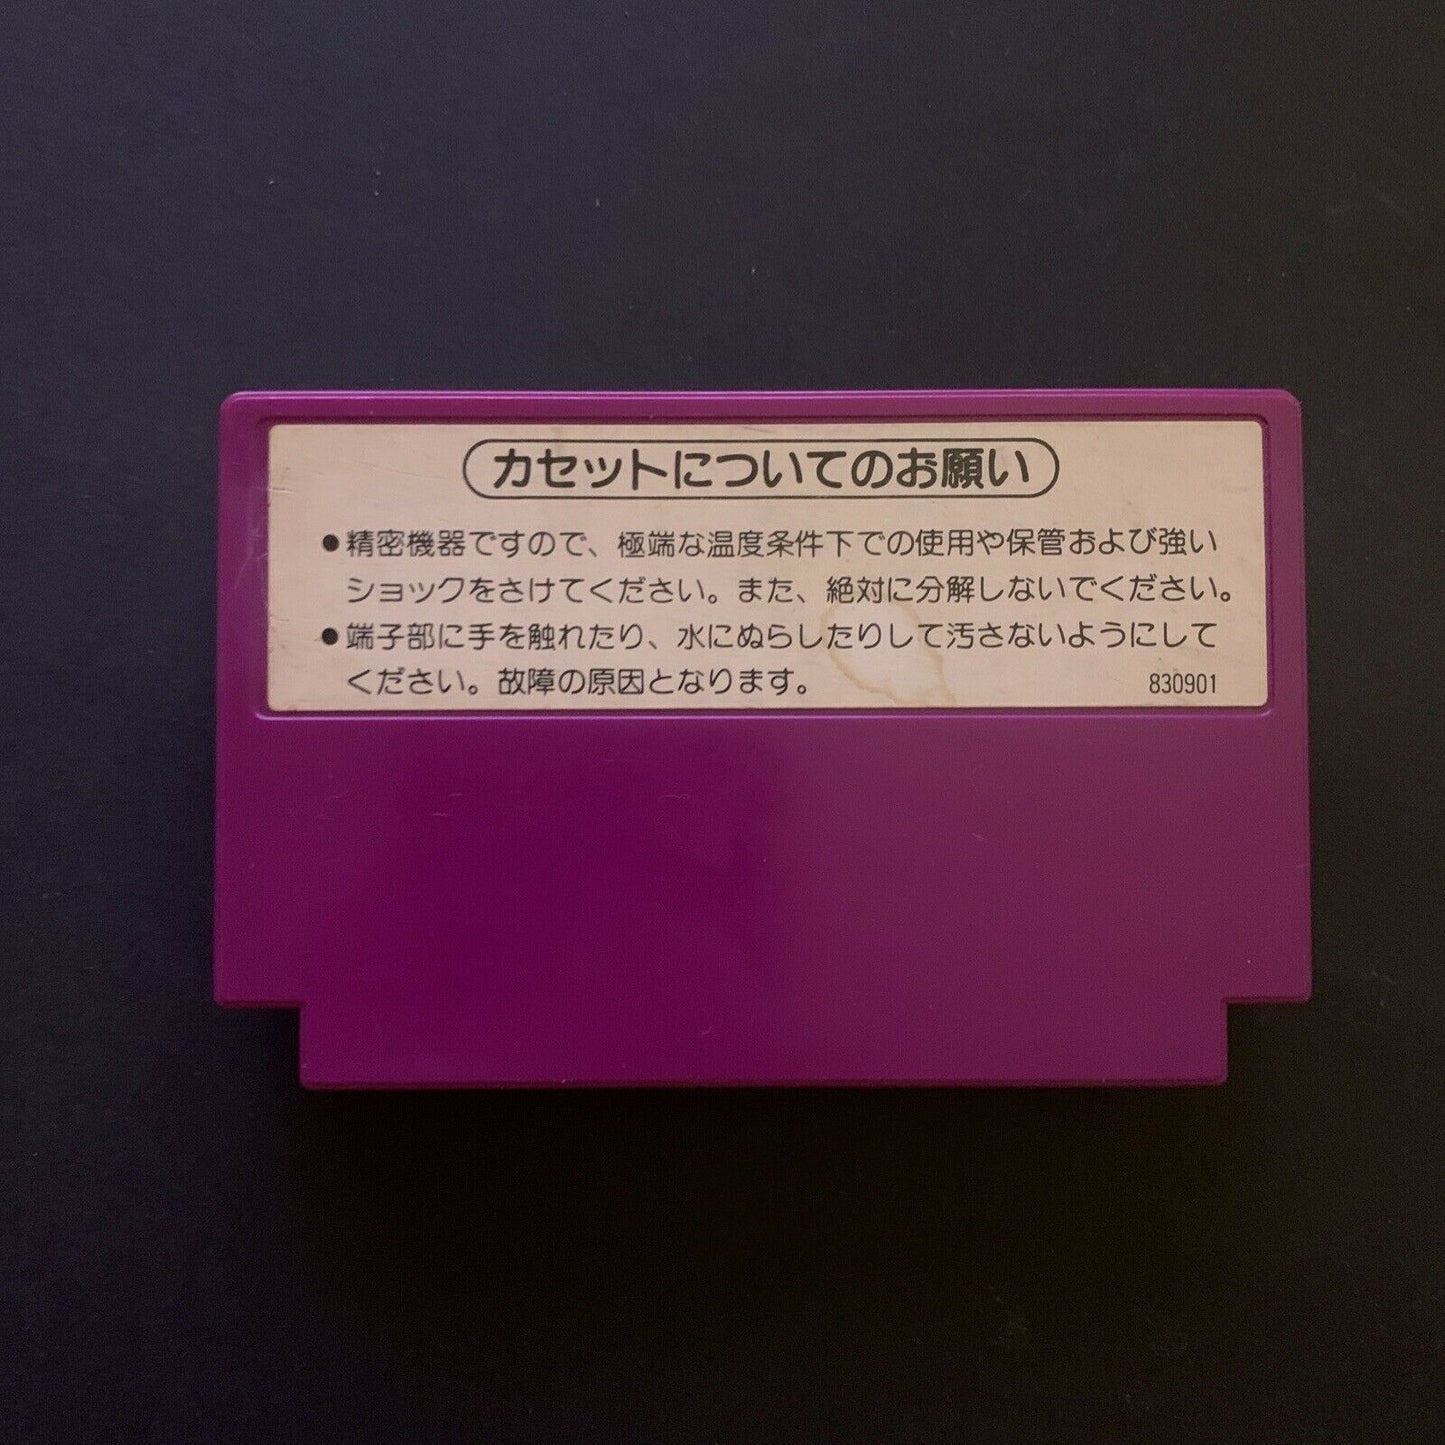 カセットについてのお願い
●精密機器ですので、極端な温度条件下での使用や保管および強い
ショックをさけてください。また、絶対に分解しないでください。
●端子部に手を触れたり、水にぬらしたりして汚さないようにして
ください。故障の原因となります。
830901